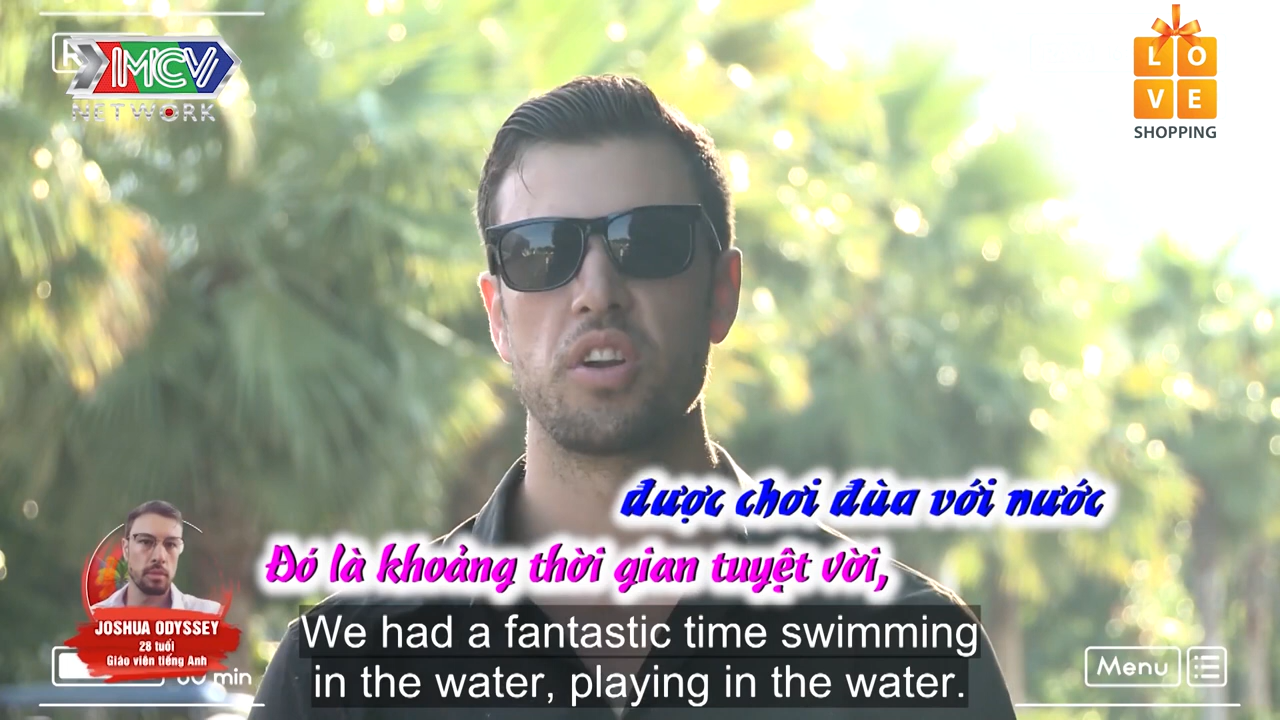 MCV
NETWORK
L O
V E
SHOPPING
được chơi đùa với nước
Đó là khoảng thời gian tuyệt vời,
We had a fantastic time swimming
in the water, playing in the water.
JOSHUA ODYSSEY
28 tuổi
Giáo viên tiếng Anh
min
Menu